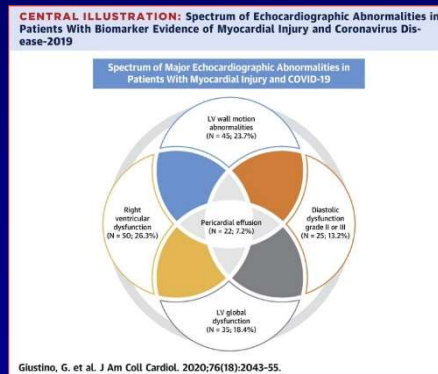 CENTRAL ILLUSTRATION: Spectrum of Echocardiographic Abnormalities in
Patients With Biomarker Evidence of Myocardial Injury and Coronavirus Dis-
ease-2019
Spectrum of Major Echocardiographic Abnormalities in
Patients With Myocardial Injury and COVID-19
LV wall motion
abnormalities
(N = 45; 23.7%)
Right
ventricular
dysfunction
(N = 50; 26.3%)
Pericardial effusion
(N = 22; 7.2%)
Diastolic
dysfunction
grade II or III
(N = 25; 13.2%)
LV global
dysfunction
(N = 35; 18.4%)
Giustino, G. et al. J Am Coll Cardiol. 2020;76(18):2043-55.